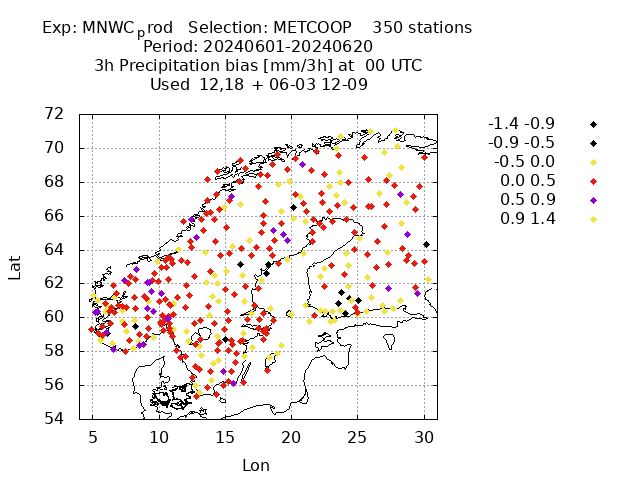 Exp: MNWC_prod   Selection: METCOOP    350 stations
Period: 20240601-20240620
3h Precipitation bias [mm/3h] at  00 UTC
Used 12,18 + 06-03 12-09
72
70
68
66
64
62
60
58
56
54
Lat
5 10 15 20 25 30
Lon
-1.4 -0.9
-0.9 -0.5
-0.5 0.0
0.0 0.5
0.5 0.9
0.9 1.4